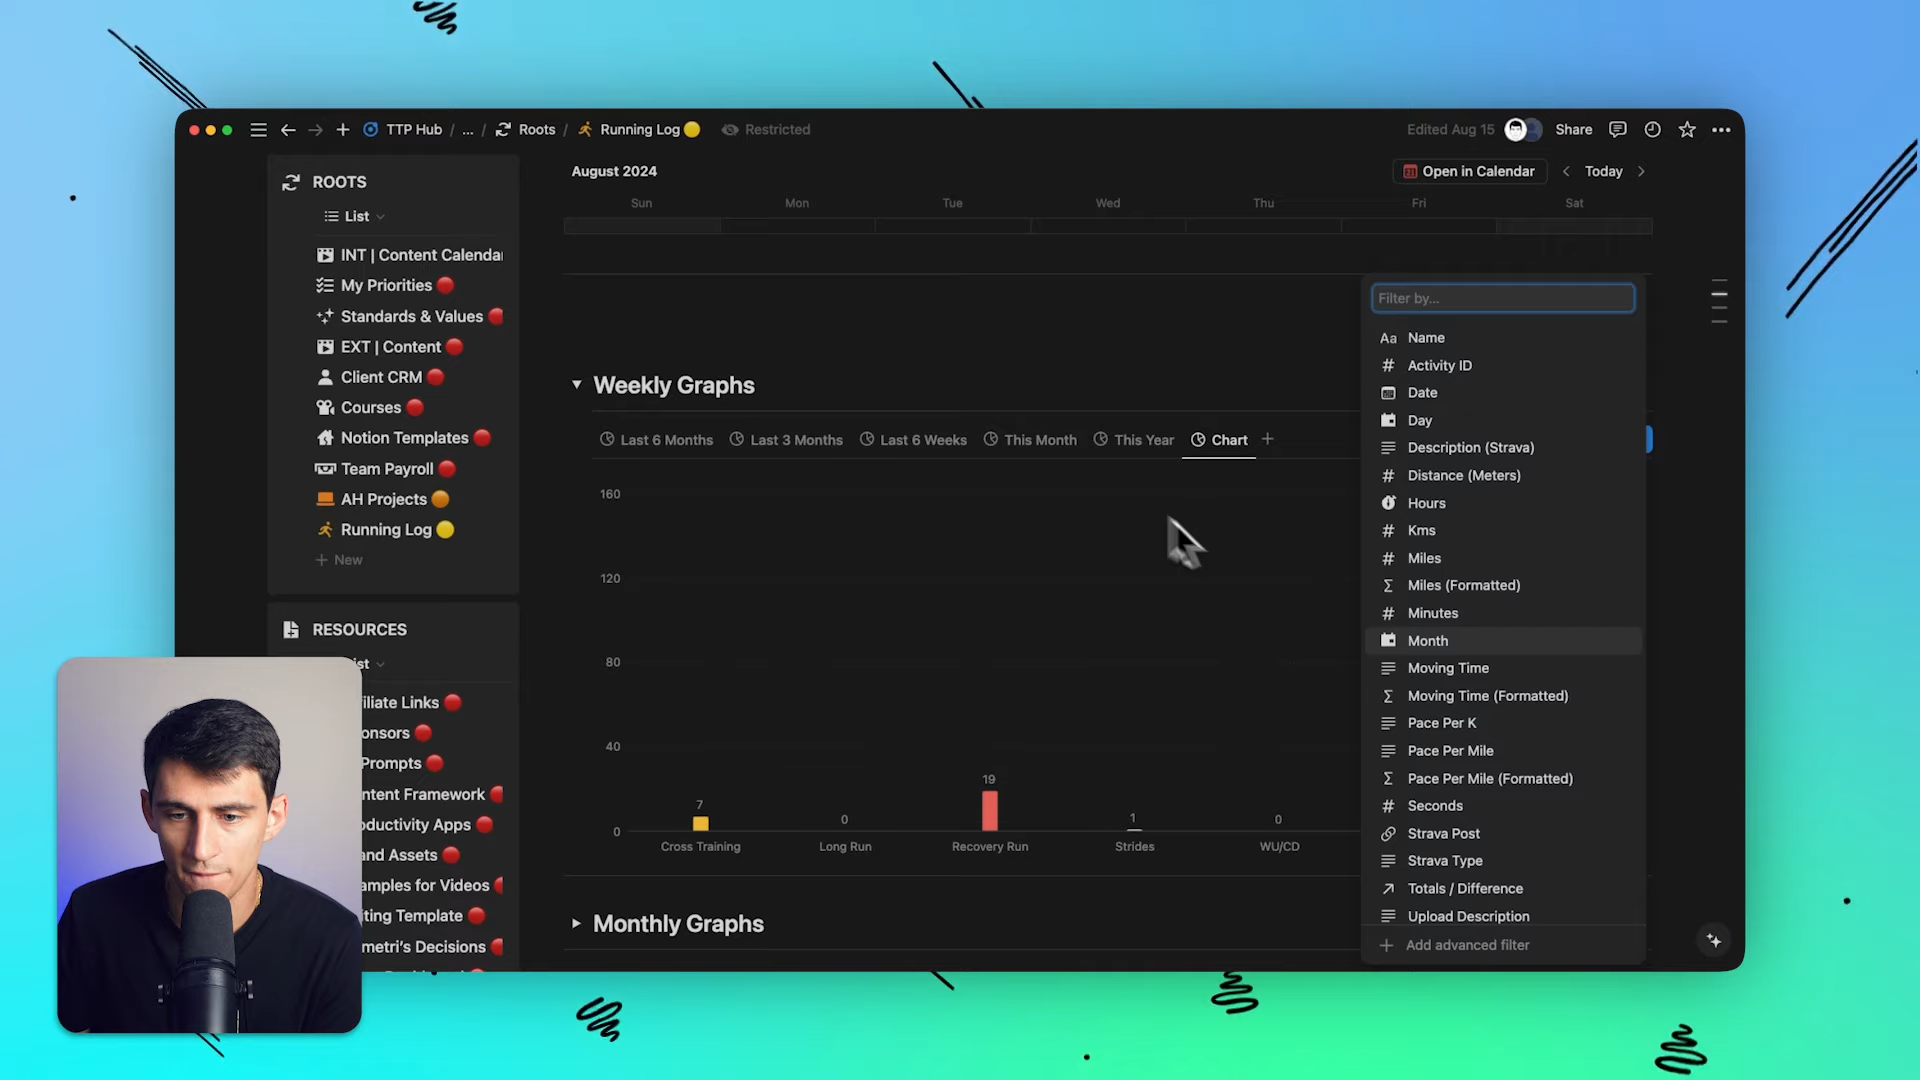 TTP Hub / ... / Roots / Running Log Restricted
Edited Aug 15 Share
ROOTS
List
INT | Content Calenda
My Priorities
Standards & Values
EXT | Content
Client CRM
Courses
Notion Templates
Team Payroll
AH Projects
Running Log
+ New
RESOURCES
ist
filiate Links
onsors
Prompts
ntent Framework
oductivity Apps
and Assets
amples for Videos
iting Template
metri's Decisions
August 2024
Open in Calendar
Today
Sun Mon Tue Wed Thu Fri Sat
Weekly Graphs
Last 6 Months Last 3 Months Last 6 Weeks This Month This Year Chart +
160
120
80
40
0
7 0 19 1 0
Cross Training Long Run Recovery Run Strides WU/CD
Monthly Graphs
Filter by...
Aa Name
# Activity ID
Date
Day
Description (Strava)
# Distance (Meters)
Hours
# Kms
# Miles
Σ Miles (Formatted)
# Minutes
Month
Moving Time
Σ Moving Time (Formatted)
Pace Per K
Pace Per Mile
Σ Pace Per Mile (Formatted)
# Seconds
Strava Post
Strava Type
Totals / Difference
Upload Description
+ Add advanced filter